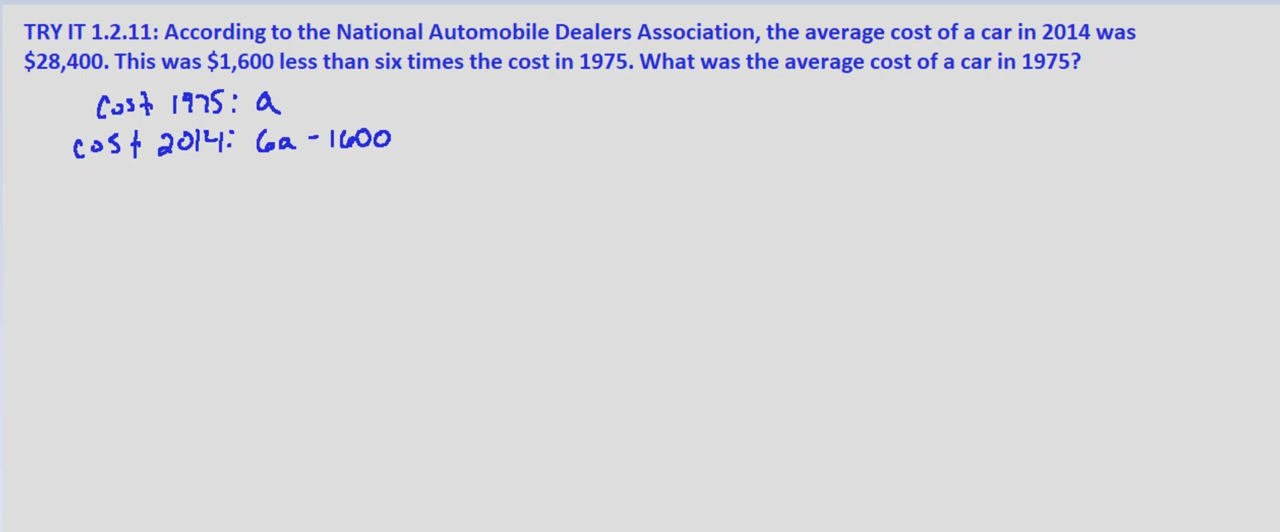 TRY IT 1.2.11: According to the National Automobile Dealers Association, the average cost of a car in 2014 was
$28,400. This was $1,600 less than six times the cost in 1975. What was the average cost of a car in 1975?
Cost 1975: a
cost 2014: 6a - 1600